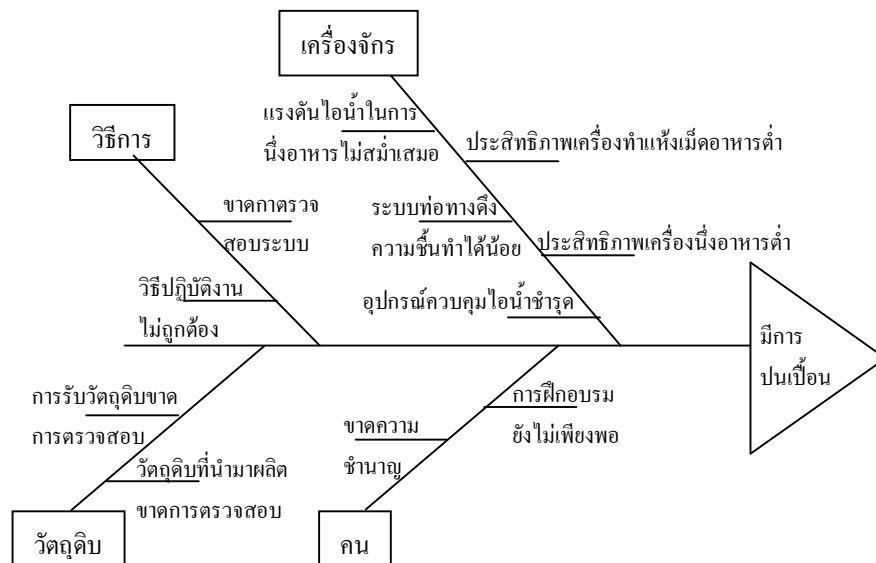 เครื่องจักร
แรงดันไอน้ำในการ
นึ่งอาหารไม่สม่ำเสมอ
ประสิทธิภาพเครื่องทำแห้งเม็ดอาหารต่ำ
วิธีการ
ขาดกาตรวจ
สอบระบบ
ระบบท่อทางดึง
ความชื้นทำได้น้อย
ประสิทธิภาพเครื่องนึ่งอาหารต่ำ
วิธีปฏิบัติงาน
ไม่ถูกต้อง
อุปกรณ์ควบคุมไอน้ำชำรุด
มีการ
ปนเปื้อน
การรับวัตถุดิบขาด
การตรวจสอบ
วัตถุดิบที่นำมาผลิต
ขาดการตรวจสอบ
วัตถุดิบ
การฝึกอบรม
ยังไม่เพียงพอ
ขาดความ
ชำนาญ
คน